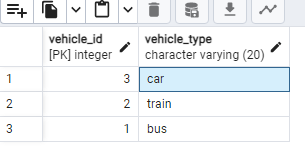 vehicle_id
[PK] integer
vehicle_type
character varying (20)
1 3 car
2 2 train
3 1 bus